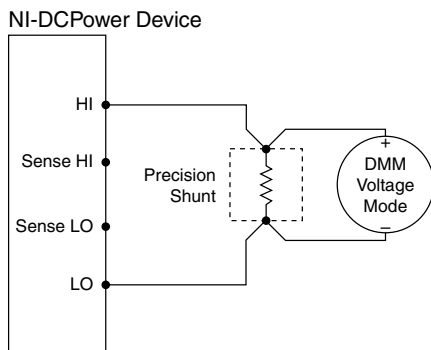 NI-DCPower Device
HI
Sense HI
Sense LO
LO
Precision
Shunt
+
DMM
Voltage
Mode
–